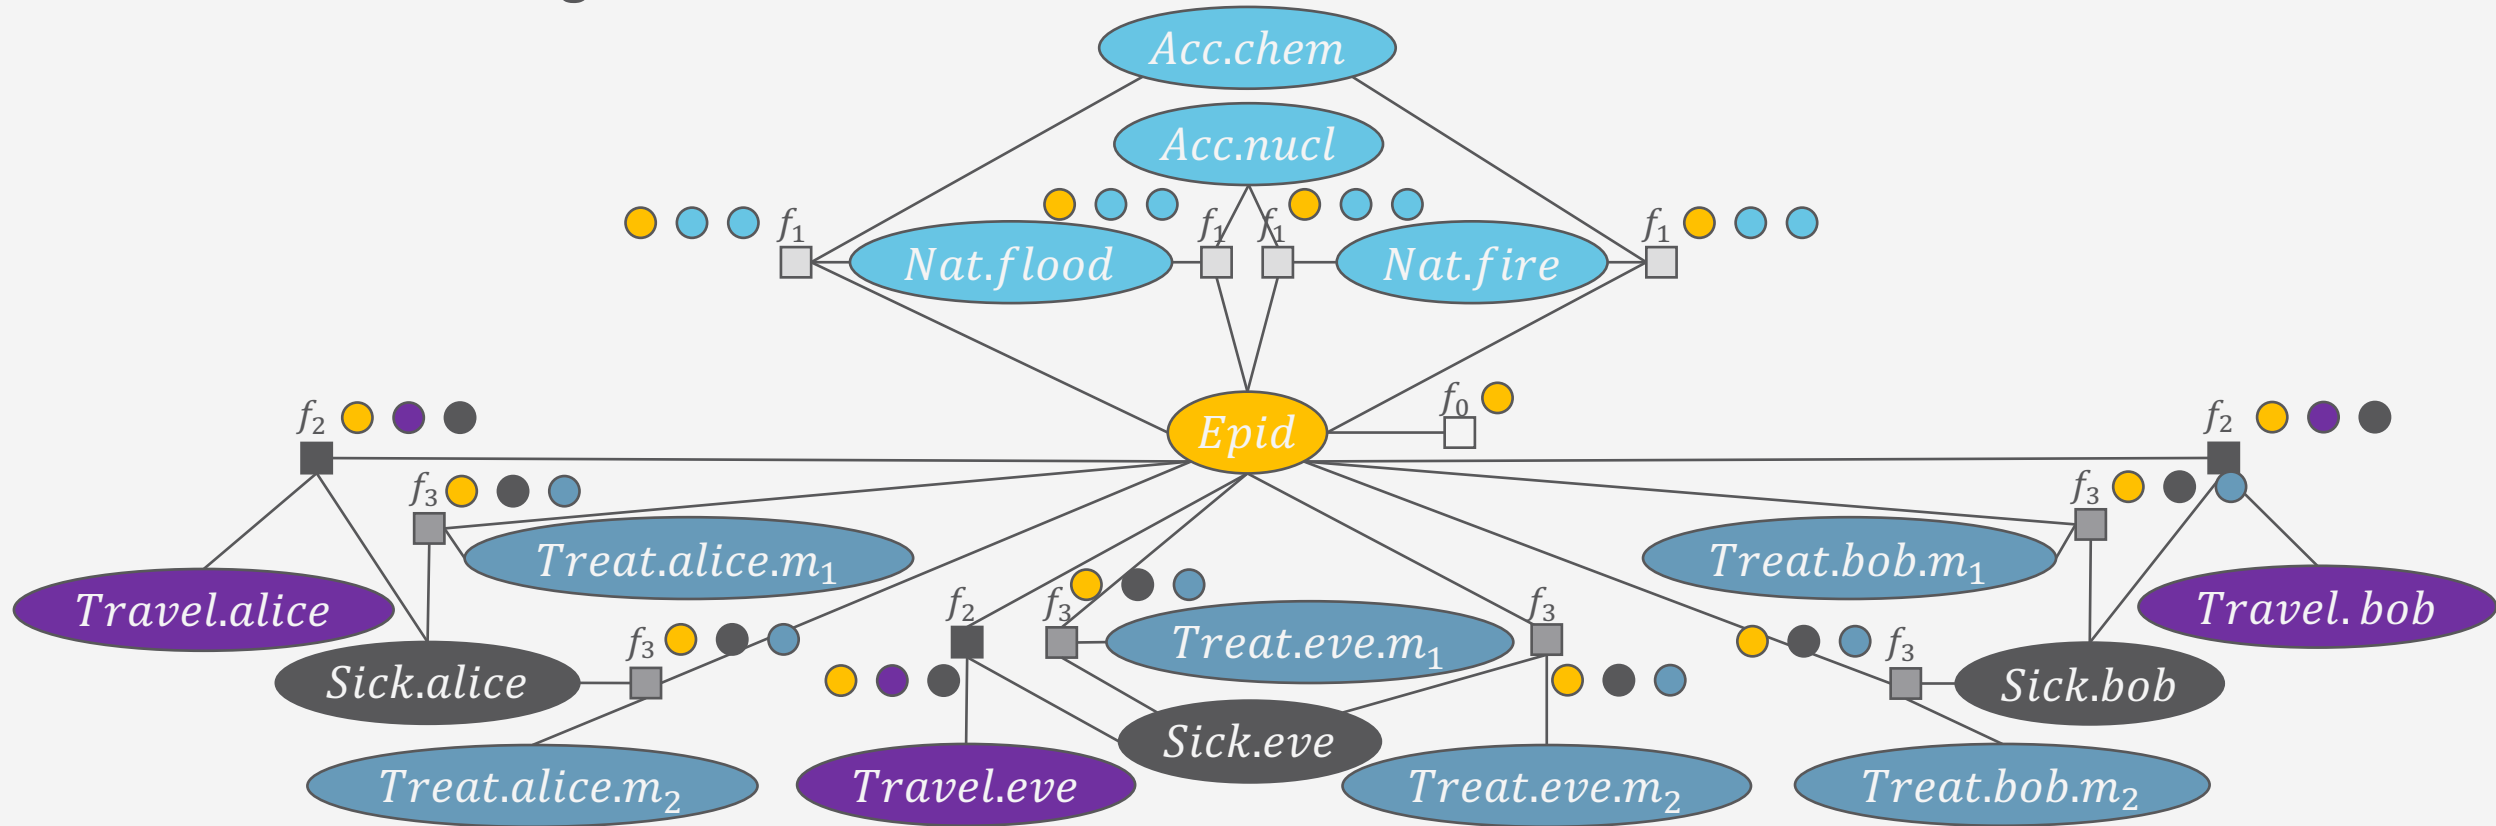 Acc.chem
Acc.nucl
f₁ f₁ f₁ f₁
Nat.flood Nat.fire
f₂ Epid f₀ f₂
f₃ f₃
Treat.alice.m₁ Treat.bob.m₁
Travel.alice f₂ f₃ f₃ Travel.bob
f₃ Treat.eve.m₁ f₃
Sick.alice Sick.bob
Sick.eve
Treat.alice.m₂ Travel.eve Treat.eve.m₂ Treat.bob.m₂